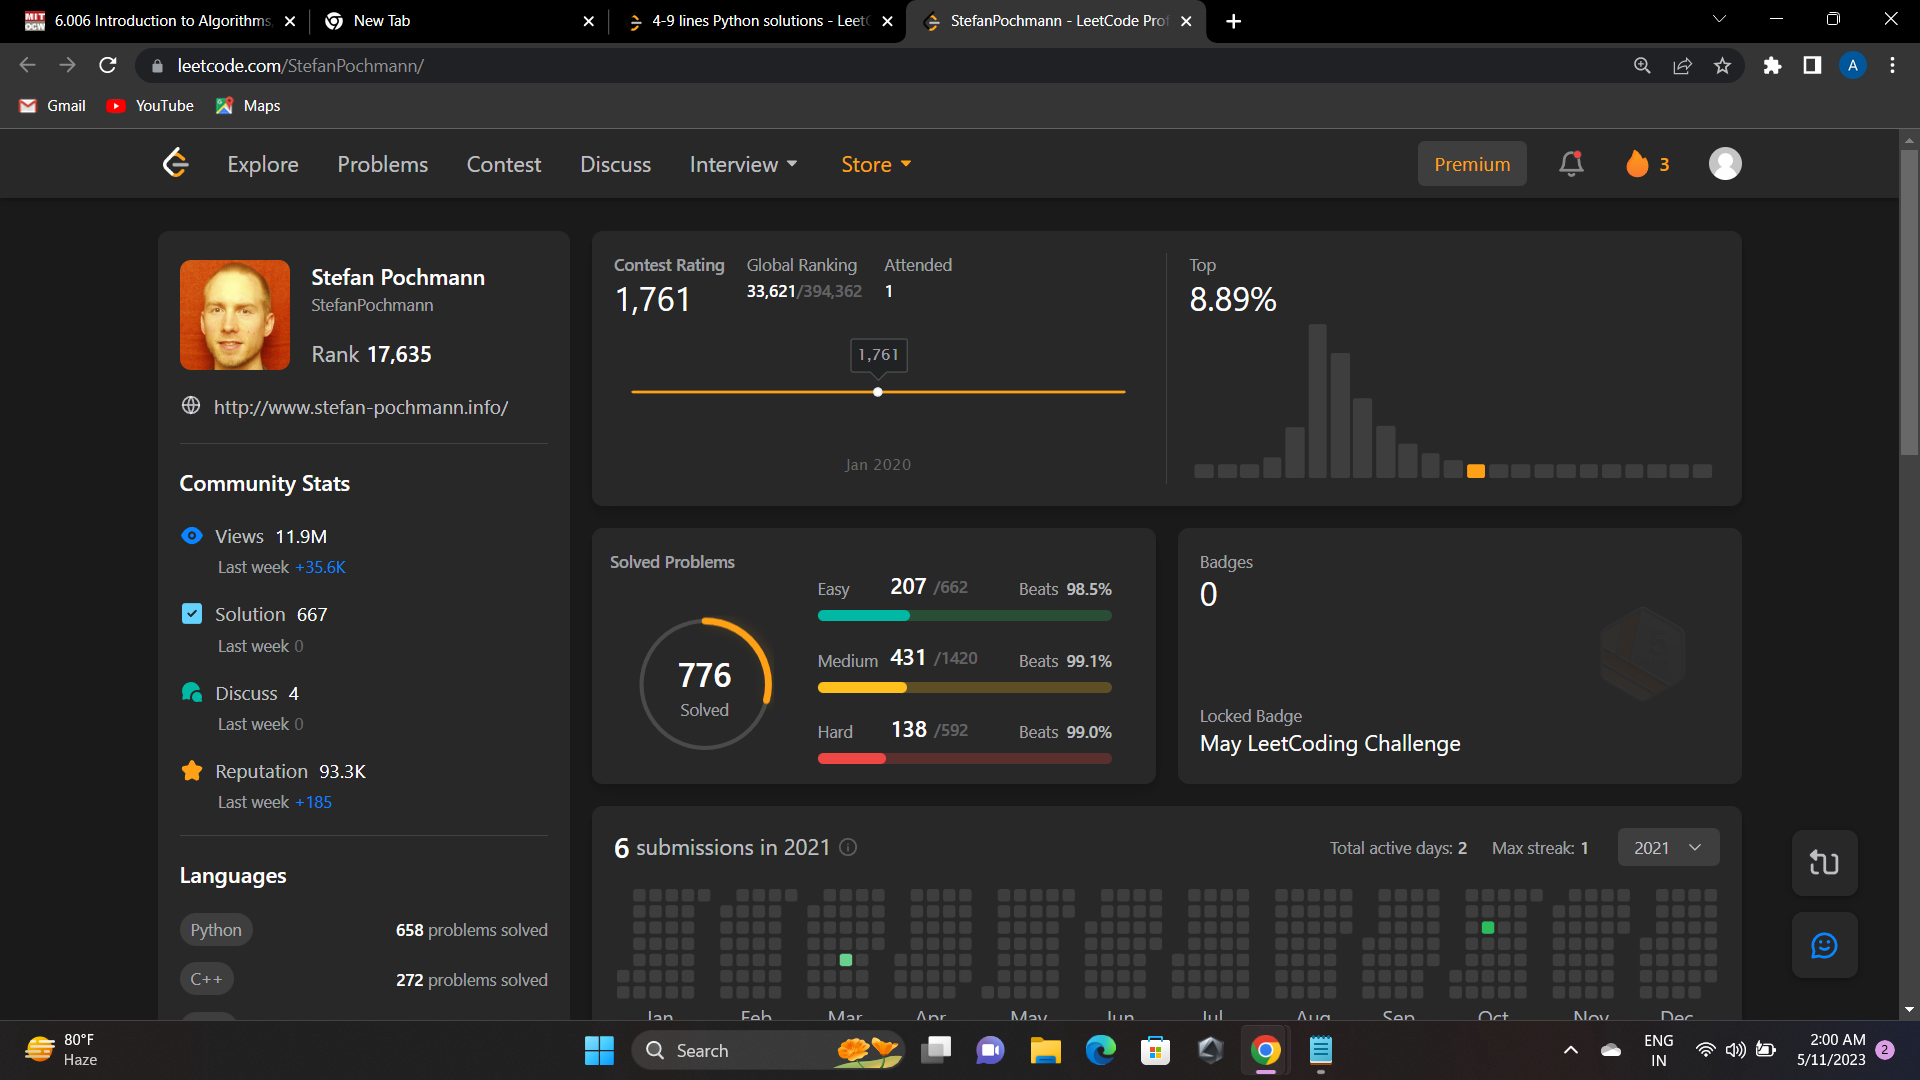 6.006 Introduction to Algorithms,
New Tab
4-9 lines Python solutions - LeetC
StefanPochmann - LeetCode Prof
leetcode.com/StefanPochmann/
A
Gmail
YouTube
Maps
Explore
Problems
Contest
Discuss
Interview
Store
Premium
3
Stefan Pochmann
StefanPochmann
Rank 17,635
http://www.stefan-pochmann.info/
Community Stats
Views 11.9M
Last week +35.6K
Solution 667
Last week 0
Discuss 4
Last week 0
Reputation 93.3K
Last week +185
Languages
Python
658 problems solved
C++
272 problems solved
Contest Rating
1,761
Global Ranking
33,621/394,362
Attended
1
1,761
Jan 2020
Top
8.89%
Solved Problems
776
Solved
Easy 207 /662 Beats 98.5%
Medium 431 /1420 Beats 99.1%
Hard 138 /592 Beats 99.0%
Badges
0
Locked Badge
May LeetCoding Challenge
6 submissions in 2021
Total active days: 2
Max streak: 1
2021
Jan Feb Mar Apr May Jun Jul Aug Sep Oct Nov Dec
80°F
Haze
Search
ENG
IN
2:00 AM
5/11/2023
2